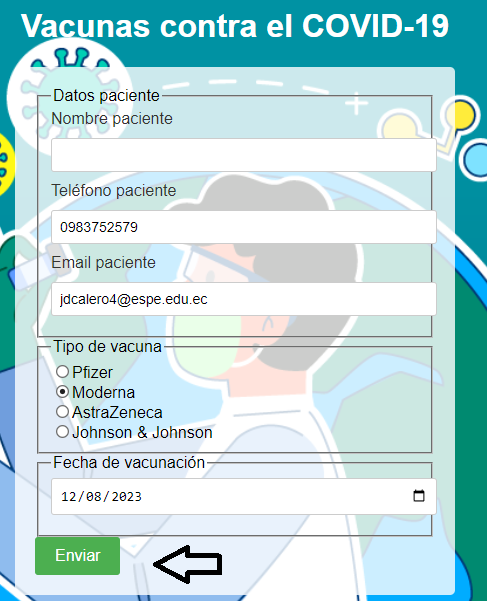 Vacunas contra el COVID-19
Datos paciente
Nombre paciente
Teléfono paciente
0983752579
Email paciente
jdcalero4@espe.edu.ec
Tipo de vacuna
Pfizer
Moderna
AstraZeneca
Johnson & Johnson
Fecha de vacunación
12/08/2023
Enviar